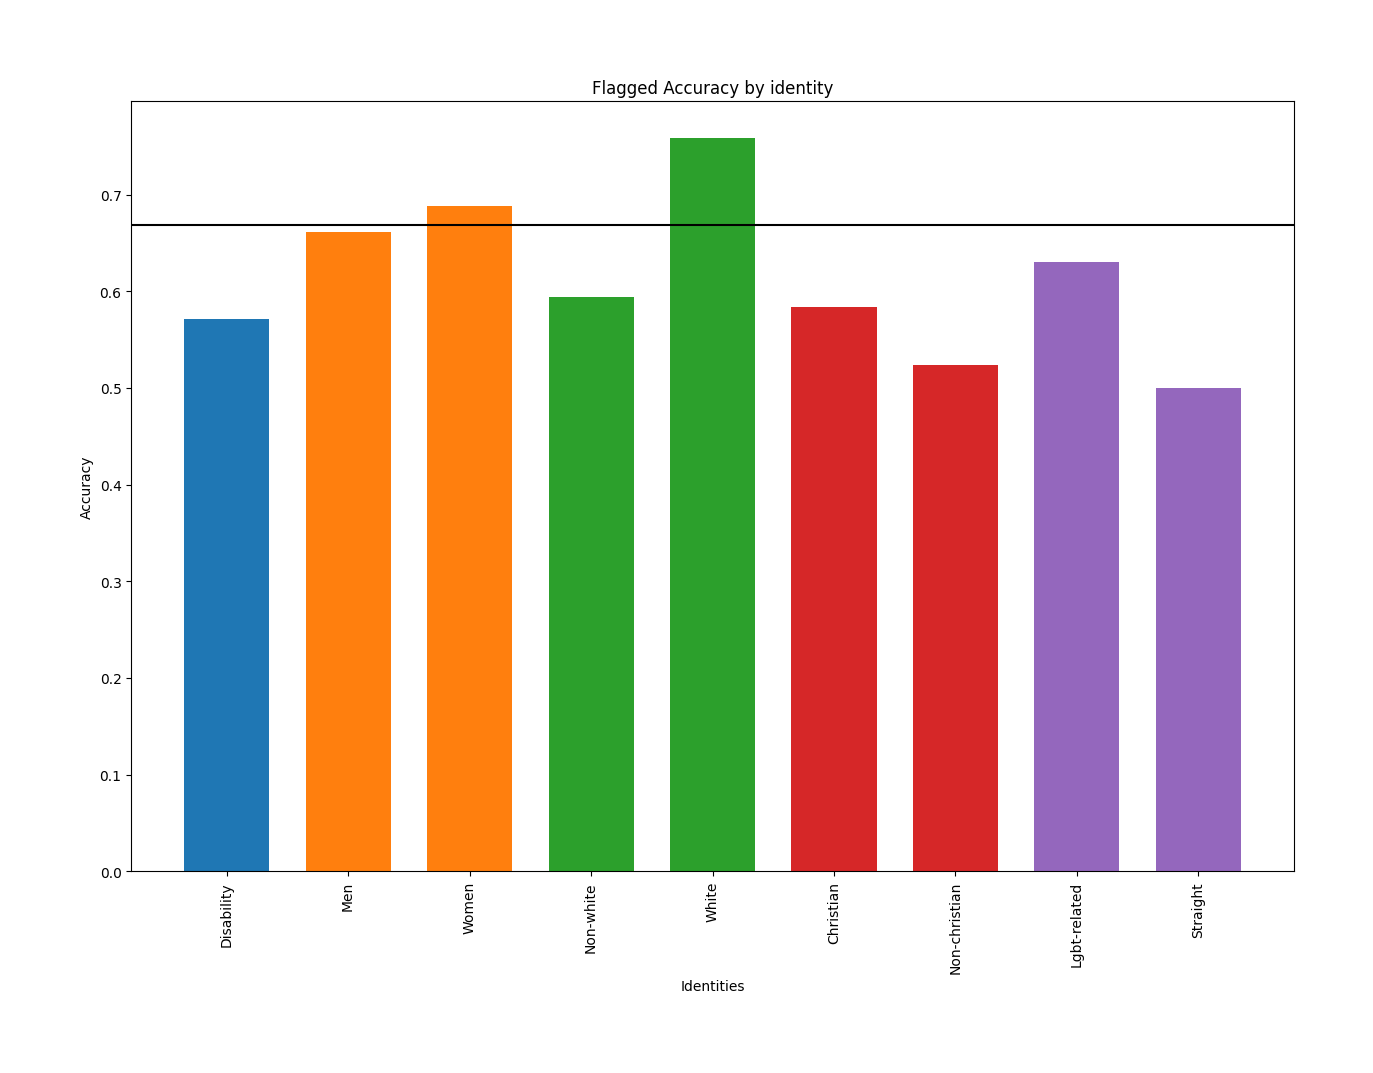 Flagged Accuracy by identity
0.7
0.6
0.5
0.4
0.3
0.2
0.1
0.0
Accuracy
Disability
Men
Women
Non-white
White
Christian
Non-christian
Lgbt-related
Straight
Identities